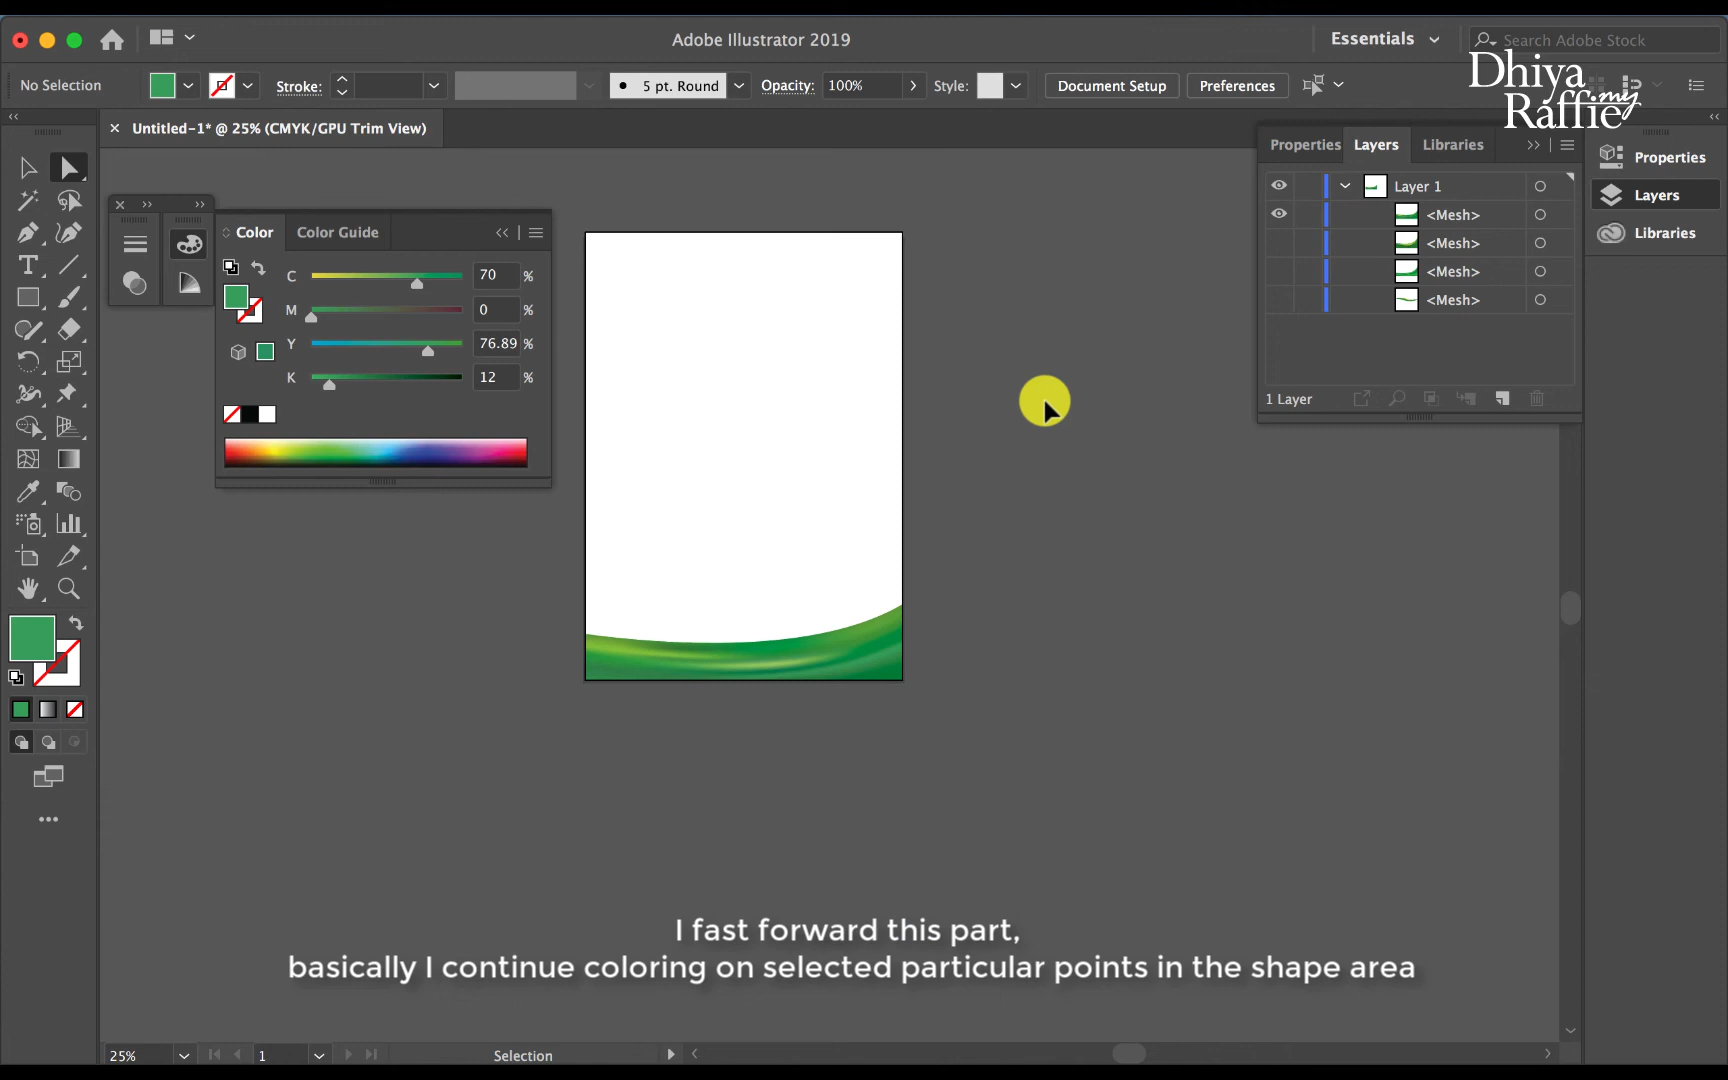 Adobe Illustrator 2019
Essentials
Search Adobe Stock
Dhiya
Raffie.my
No Selection
Stroke:
5 pt. Round
Opacity: 100%
Style:
Document Setup
Preferences
Untitled-1* @ 25% (CMYK/GPU Trim View)
Properties Layers Libraries
Layer 1
<Mesh>
<Mesh>
<Mesh>
<Mesh>
1 Layer
Properties
Layers
Libraries
Color Color Guide
C 70 %
M 0 %
Y 76.89 %
K 12 %
I fast forward this part,
basically I continue coloring on selected particular points in the shape area
25% 1 Selection